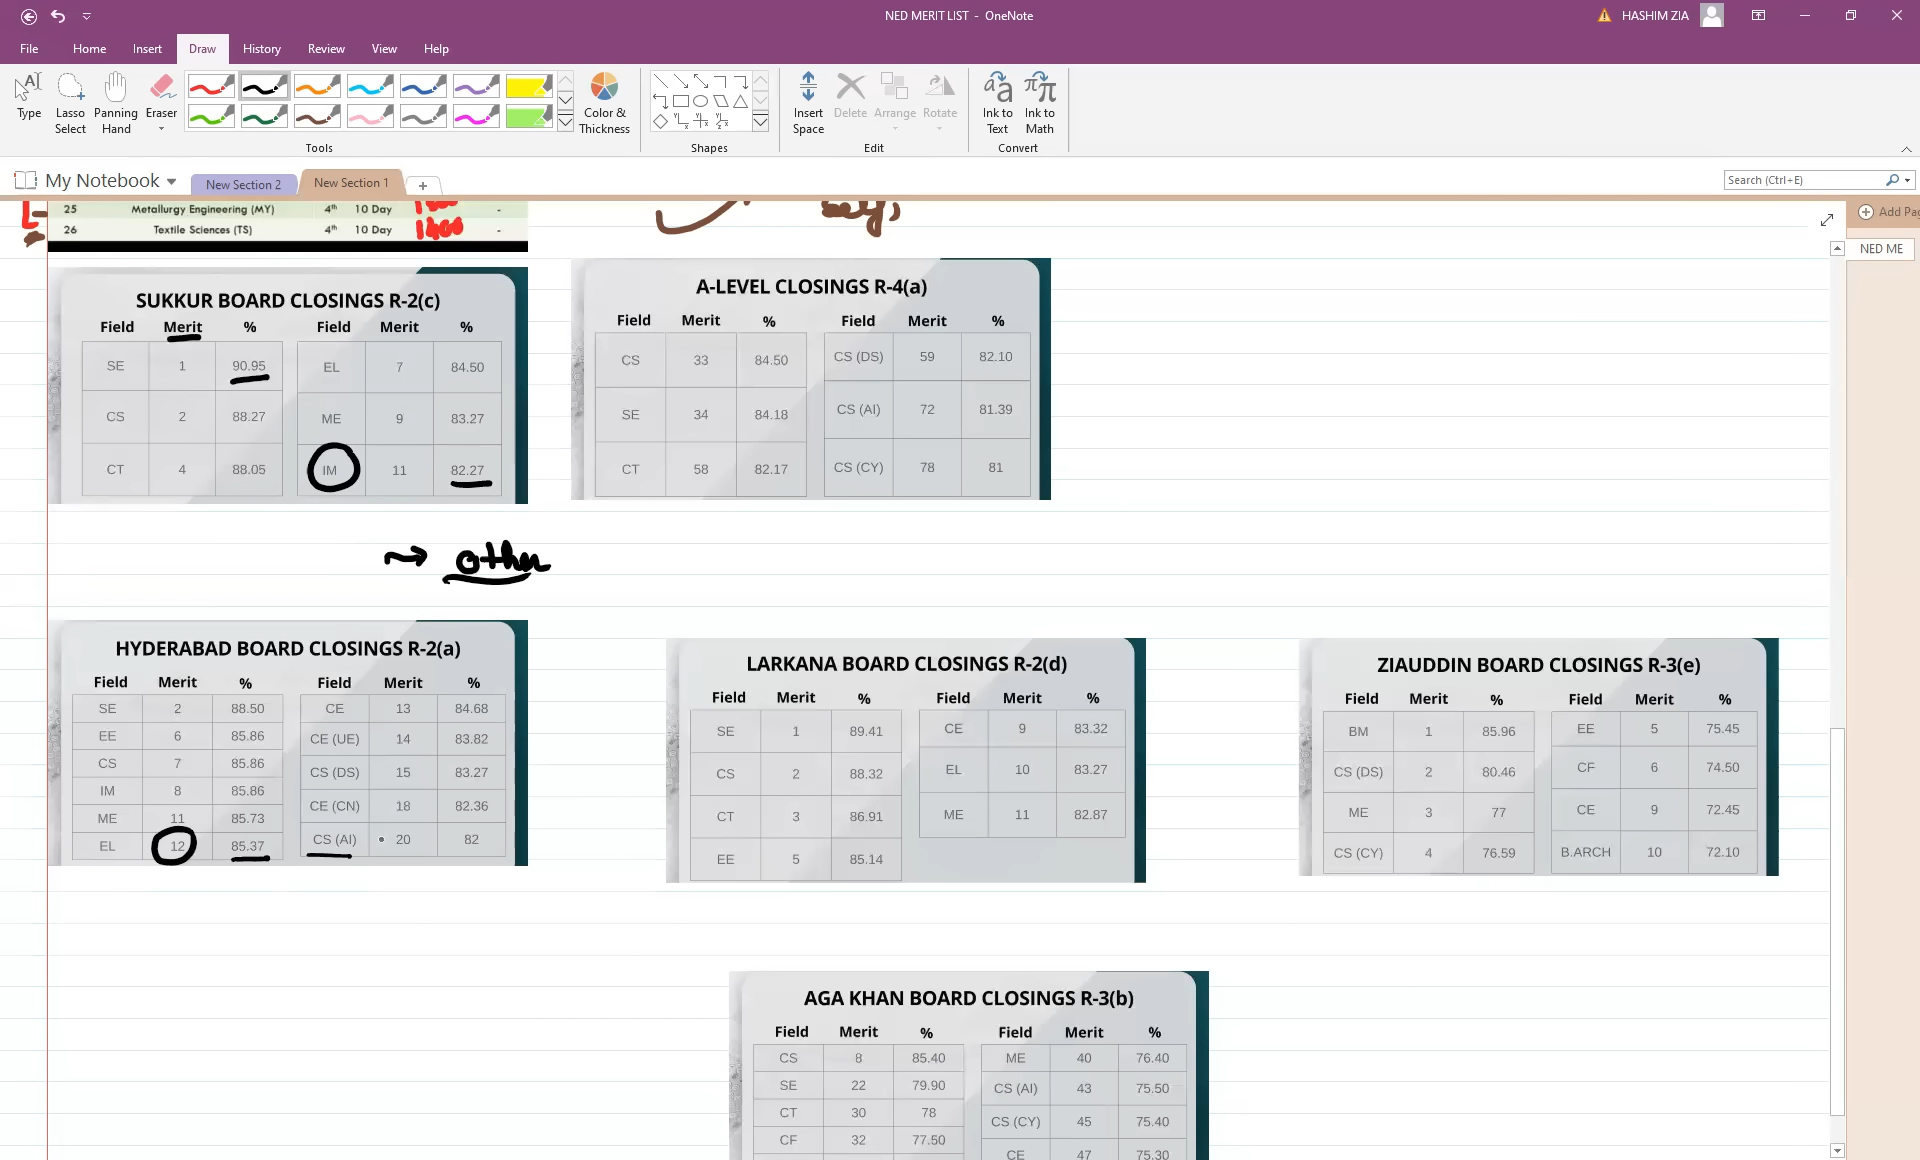 NED MERIT LIST - OneNote
HASHIM ZIA
File Home Insert Draw History Review View Help
Type Lasso Select Panning Hand Eraser
Color & Thickness
Insert Space Delete Arrange Rotate
Ink to Text Ink to Math
Tools Shapes Edit Convert
My Notebook New Section 2 New Section 1 +
Search (Ctrl+E)
Add Pag
NED ME
25 Metallurgy Engineering (MY) 4th 10 Day -
26 Textile Sciences (TS) 4th 10 Day 1400 -
SUKKUR BOARD CLOSINGS R-2(c)
Field Merit % Field Merit %
SE 1 90.95 EL 7 84.50
CS 2 88.27 ME 9 83.27
CT 4 88.05 IM 11 82.27
A-LEVEL CLOSINGS R-4(a)
Field Merit % Field Merit %
CS 33 84.50 CS (DS) 59 82.10
SE 34 84.18 CS (AI) 72 81.39
CT 58 82.17 CS (CY) 78 81
other
HYDERABAD BOARD CLOSINGS R-2(a)
Field Merit % Field Merit %
SE 2 88.50 CE 13 84.68
EE 6 85.86 CE (UE) 14 83.82
CS 7 85.86 CS (DS) 15 83.27
IM 8 85.86 CE (CN) 18 82.36
ME 11 85.73 CS (AI) 20 82
EL 12 85.37
LARKANA BOARD CLOSINGS R-2(d)
Field Merit % Field Merit %
SE 1 89.41 CE 9 83.32
CS 2 88.32 EL 10 83.27
CT 3 86.91 ME 11 82.87
EE 5 85.14
ZIAUDDIN BOARD CLOSINGS R-3(e)
Field Merit % Field Merit %
BM 1 85.96 EE 5 75.45
CS (DS) 2 80.46 CF 6 74.50
ME 3 77 CE 9 72.45
CS (CY) 4 76.59 B.ARCH 10 72.10
AGA KHAN BOARD CLOSINGS R-3(b)
Field Merit % Field Merit %
CS 8 85.40 ME 40 76.40
SE 22 79.90 CS (AI) 43 75.50
CT 30 78 CS (CY) 45 75.40
CF 32 77.50 CE 47 75.30